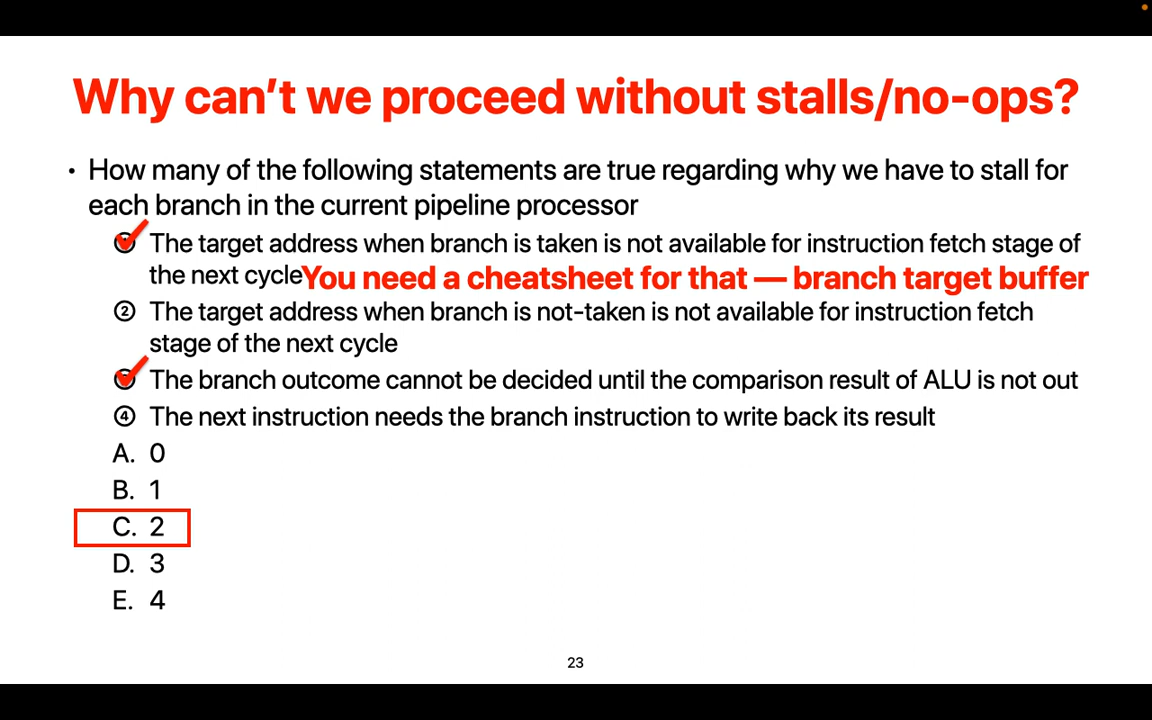 Why can't we proceed without stalls/no-ops?
• How many of the following statements are true regarding why we have to stall for
each branch in the current pipeline processor
The target address when branch is taken is not available for instruction fetch stage of
the next cycle You need a cheatsheet for that — branch target buffer
② The target address when branch is not-taken is not available for instruction fetch
stage of the next cycle
The branch outcome cannot be decided until the comparison result of ALU is not out
④ The next instruction needs the branch instruction to write back its result
A. 0
B. 1
C. 2
D. 3
E. 4
23